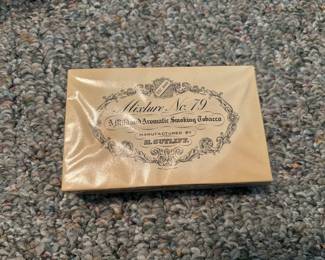 Mixture No. 79
A Mild and Aromatic Smoking Tobacco
MANUFACTURED BY
H. SUTLIFF.